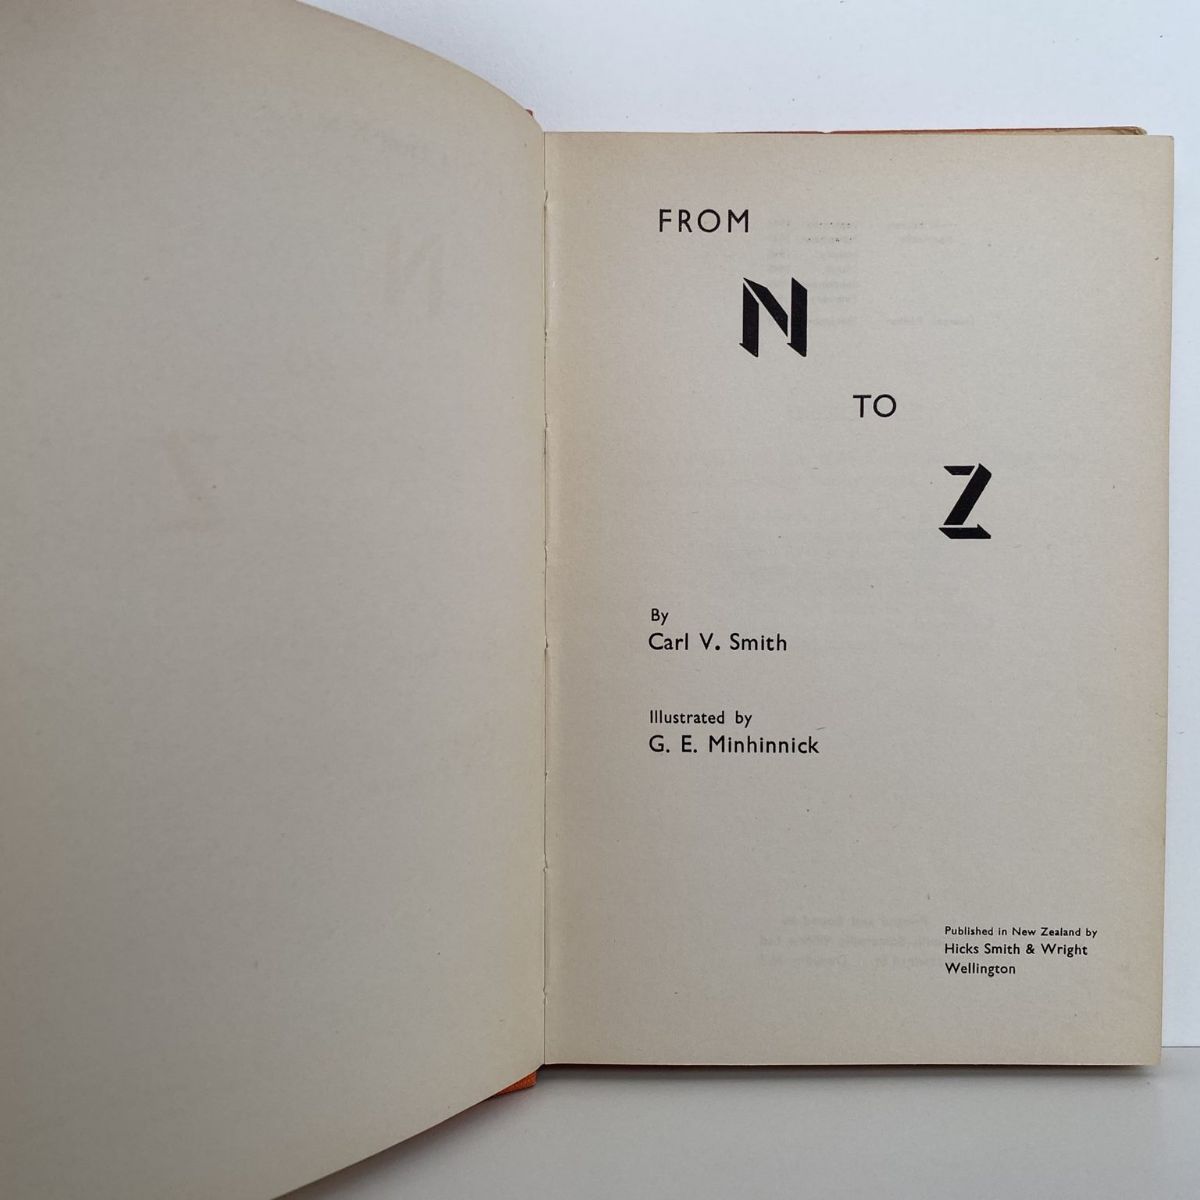 FROM
N
TO
Z
By
Carl V. Smith
Illustrated by
G. E. Minhinnick
Published in New Zealand by
Hicks Smith & Wright
Wellington